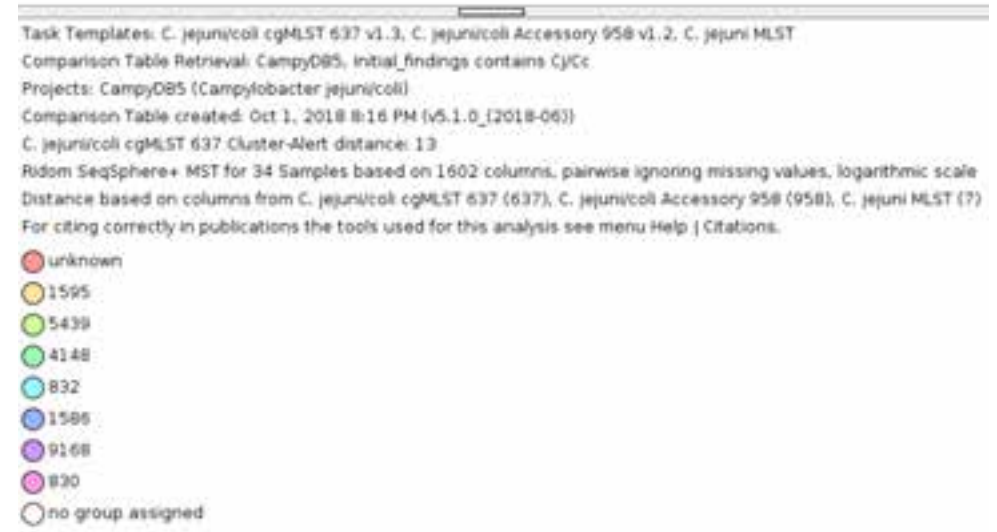 Task Templates: C. jejuni/coli cgMLST 637 v1.3, C. jejuni/coli Accessory 958 v1.2, C. jejuni MLST
Comparison Table Retrieval: CampyDB5, initial_findings contains Cj/Cc
Projects: CampyDB5 (Campylobacter jejuni/coli)
Comparison Table created: Oct 1, 2018 8:16 PM (v5.1.0_(2018-06))
C. jejuni/coli cgMLST 637 Cluster-Alert distance: 13
Ridom SeqSphere+ MST for 34 Samples based on 1602 columns, pairwise ignoring missing values, logarithmic scale
Distance based on columns from C. jejuni/coli cgMLST 637 (637), C. jejuni/coli Accessory 958 (958), C. jejuni MLST (7)
For citing correctly in publications the tools used for this analysis see menu Help | Citations.
unknown
1595
5439
4148
832
1586
9168
830
no group assigned